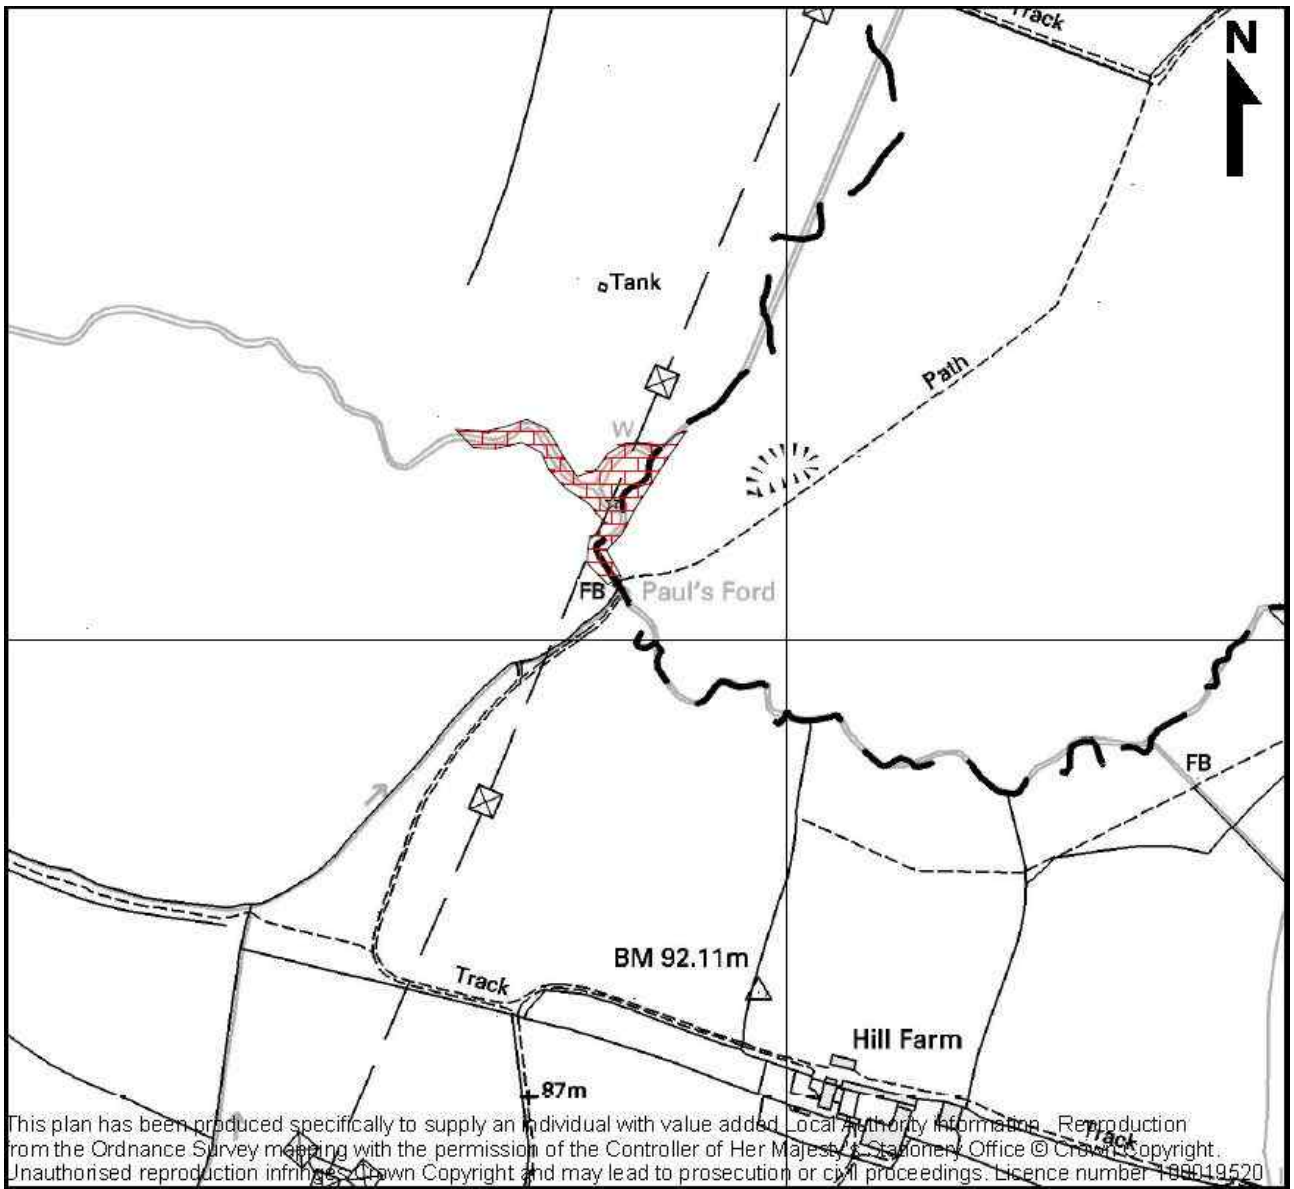 Track
N
Tank
Path
W
FB
Paul's Ford
FB
BM 92.11m
Track
Hill Farm
87m
Track
This plan has been produced specifically to supply an individual with value added Local Authority information. Reproduction
from the Ordnance Survey mapping with the permission of the Controller of Her Majesty's Stationery Office © Crown Copyright.
Unauthorised reproduction infringes Crown Copyright and may lead to prosecution or civil proceedings. Licence number 100019520